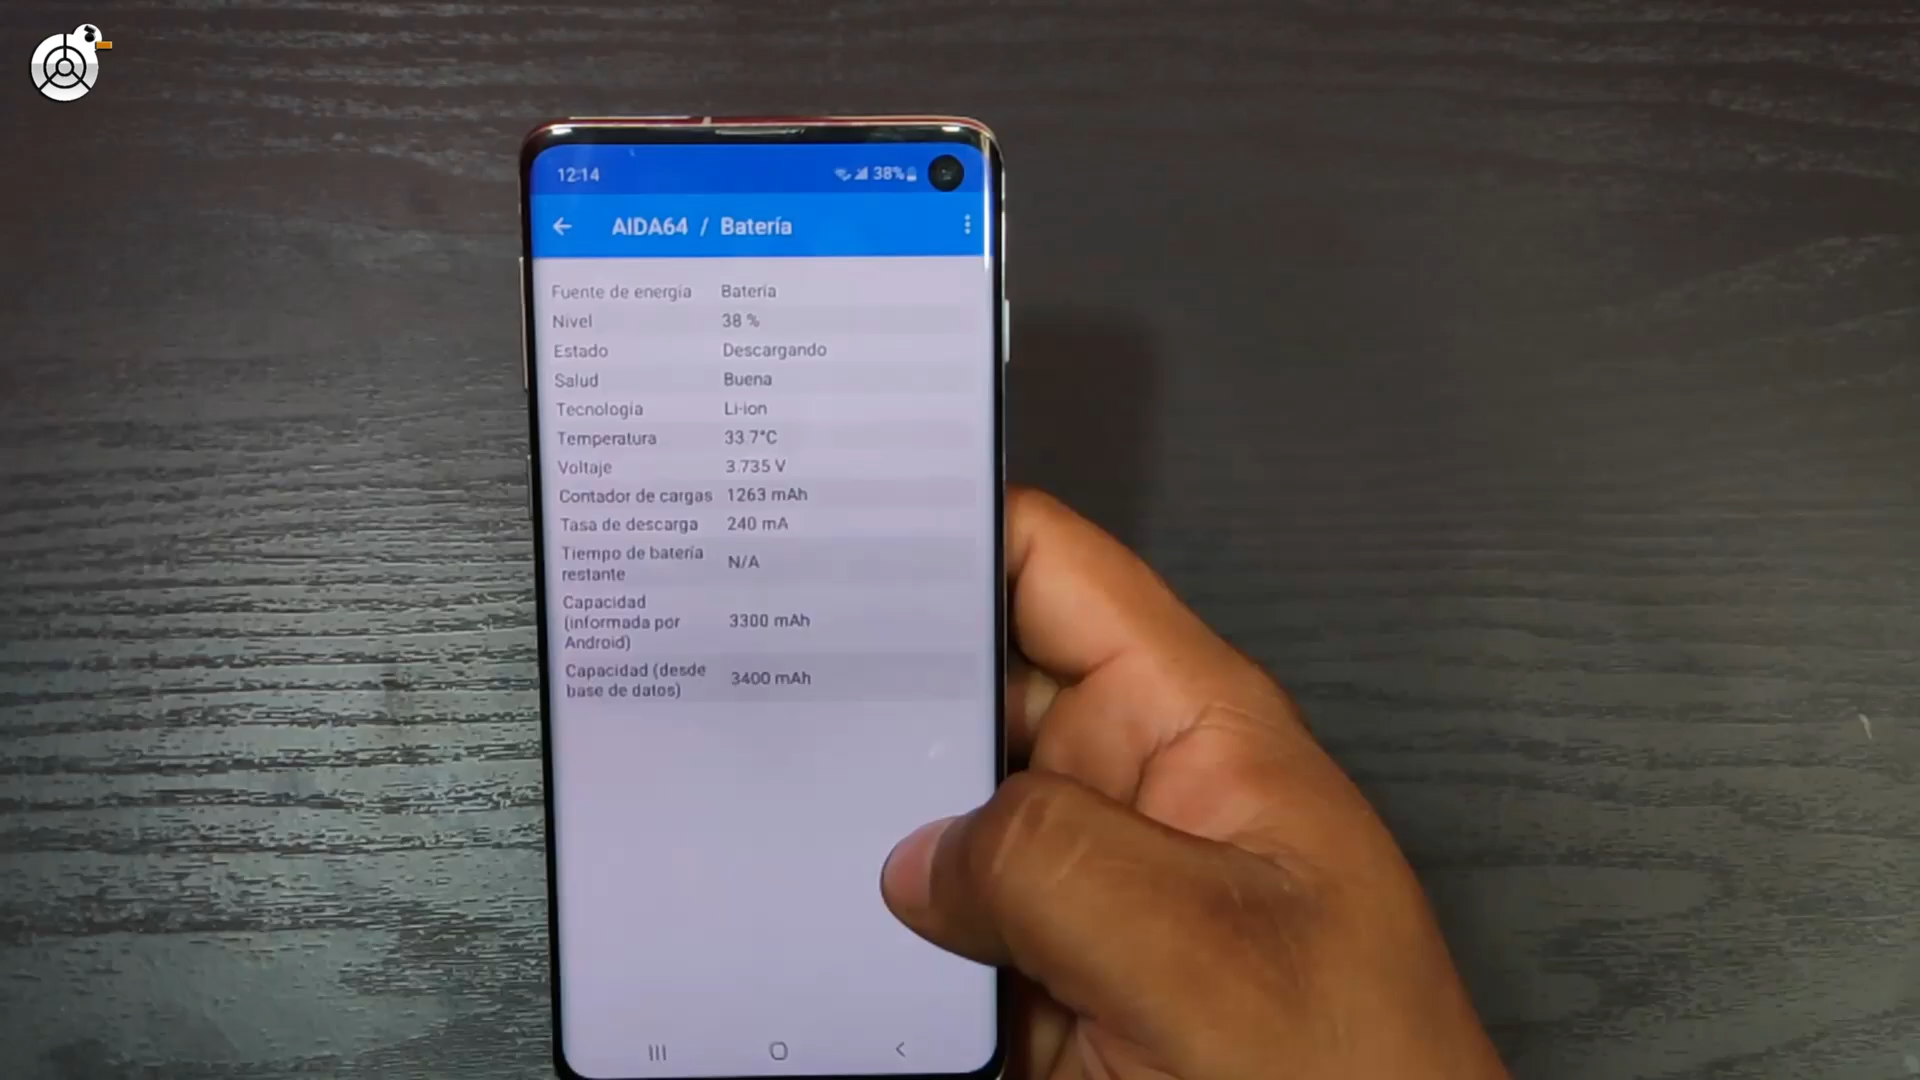 12:14 38%
AIDA64 / Batería
Fuente de energía Batería
Nivel 38 %
Estado Descargando
Salud Buena
Tecnología Li-ion
Temperatura 33.7°C
Voltaje 3.735 V
Contador de cargas 1263 mAh
Tasa de descarga 240 mA
Tiempo de batería
restante N/A
Capacidad
(informada por 3300 mAh
Android)
Capacidad (desde
base de datos) 3400 mAh